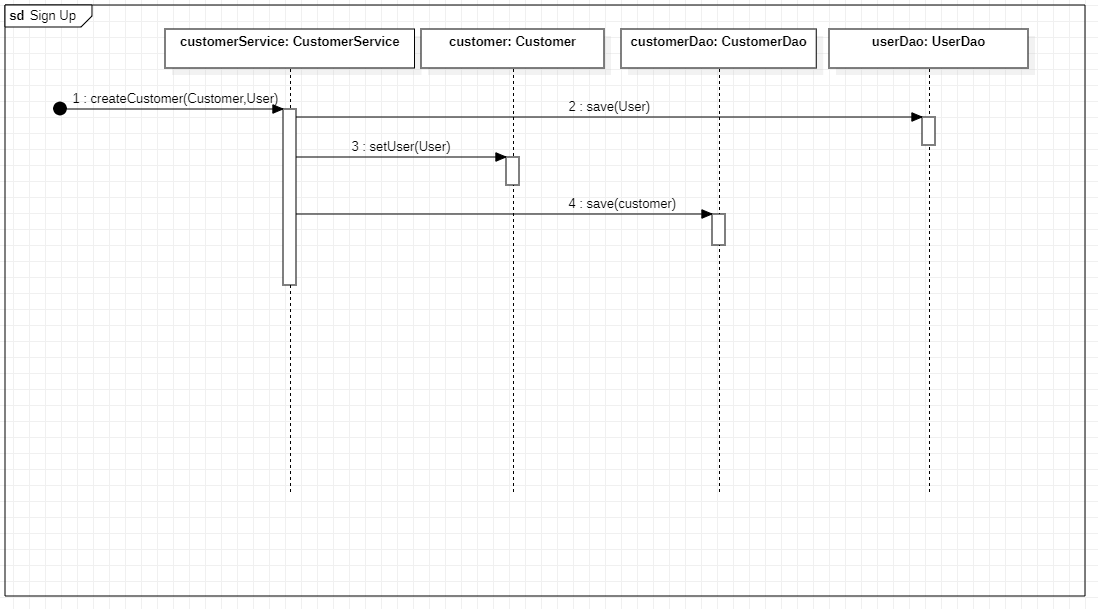 sd Sign Up
customerService: CustomerService
customer: Customer
customerDao: CustomerDao
userDao: UserDao
1 : createCustomer(Customer,User)
2 : save(User)
3 : setUser(User)
4 : save(customer)